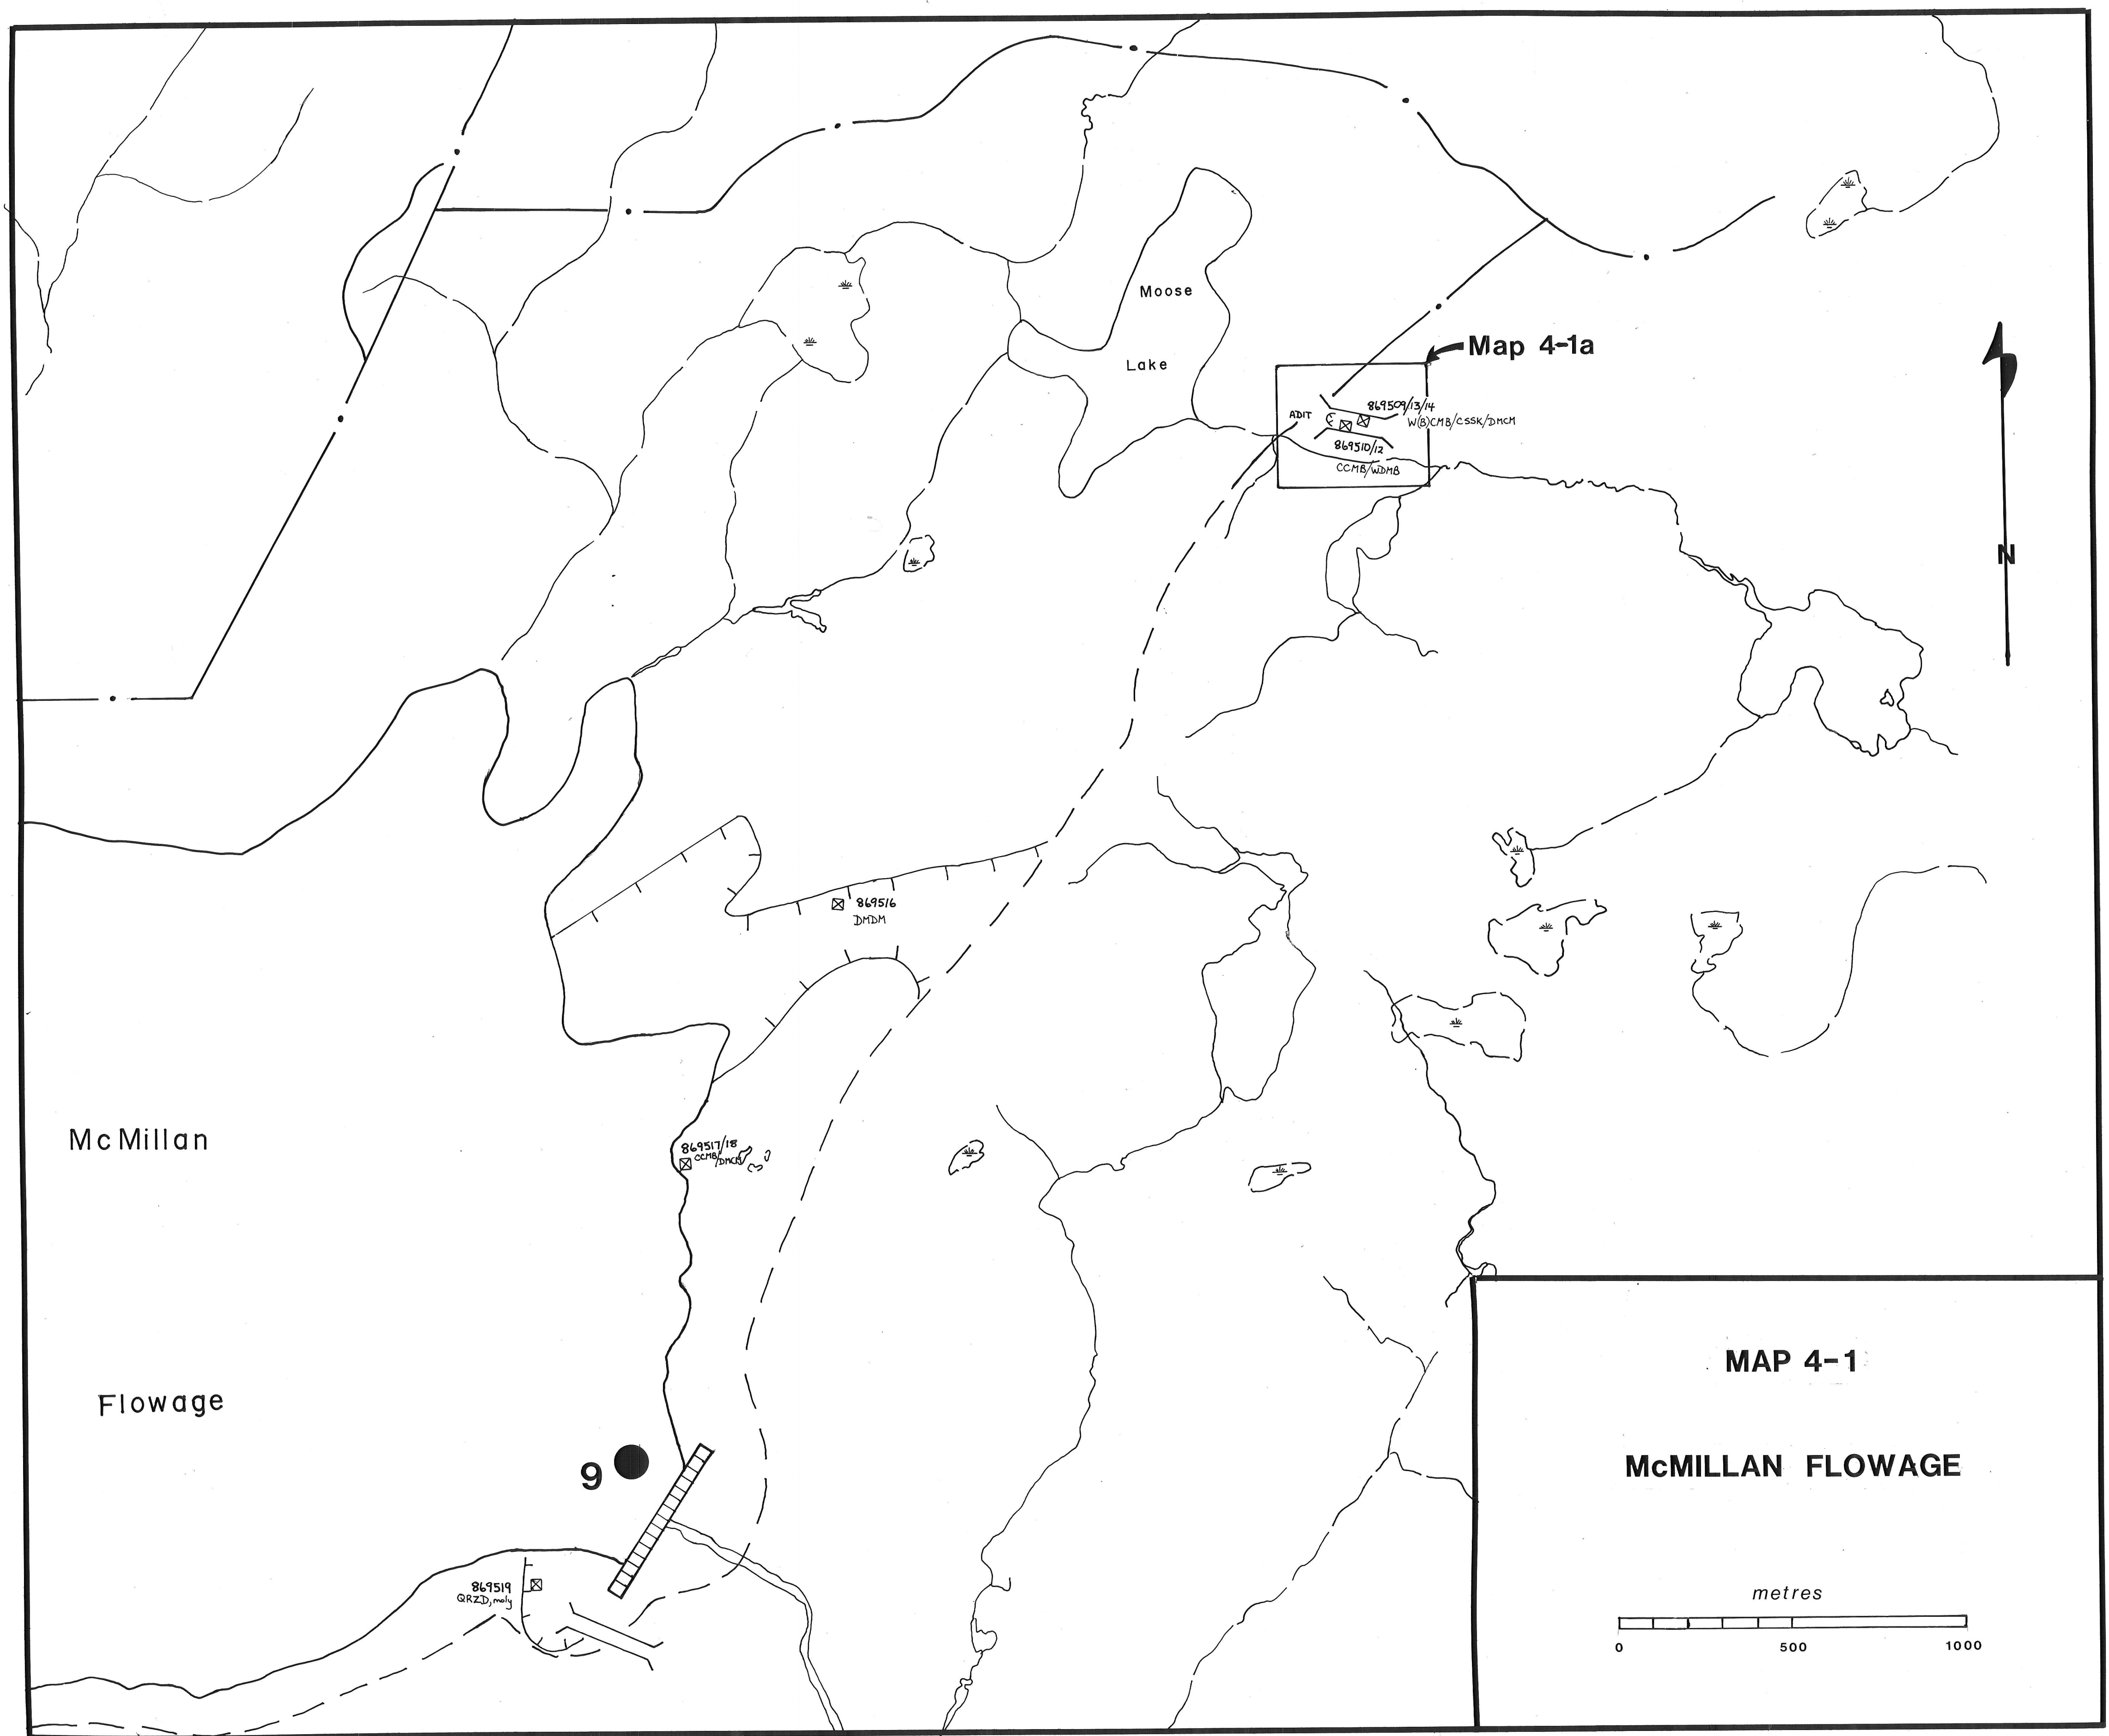 Moose
Lake
Map 4-1a
ADIT
869509/13/14
W(B)CMB/CSSK/DMCM
869510/12
CCMB/WDMB
N
869516
DMDM
McMillan
869517/18
CCMB/DMCM
Flowage
9
869519
QRZD, moly
MAP 4-1
McMILLAN FLOWAGE
metres
0 500 1000